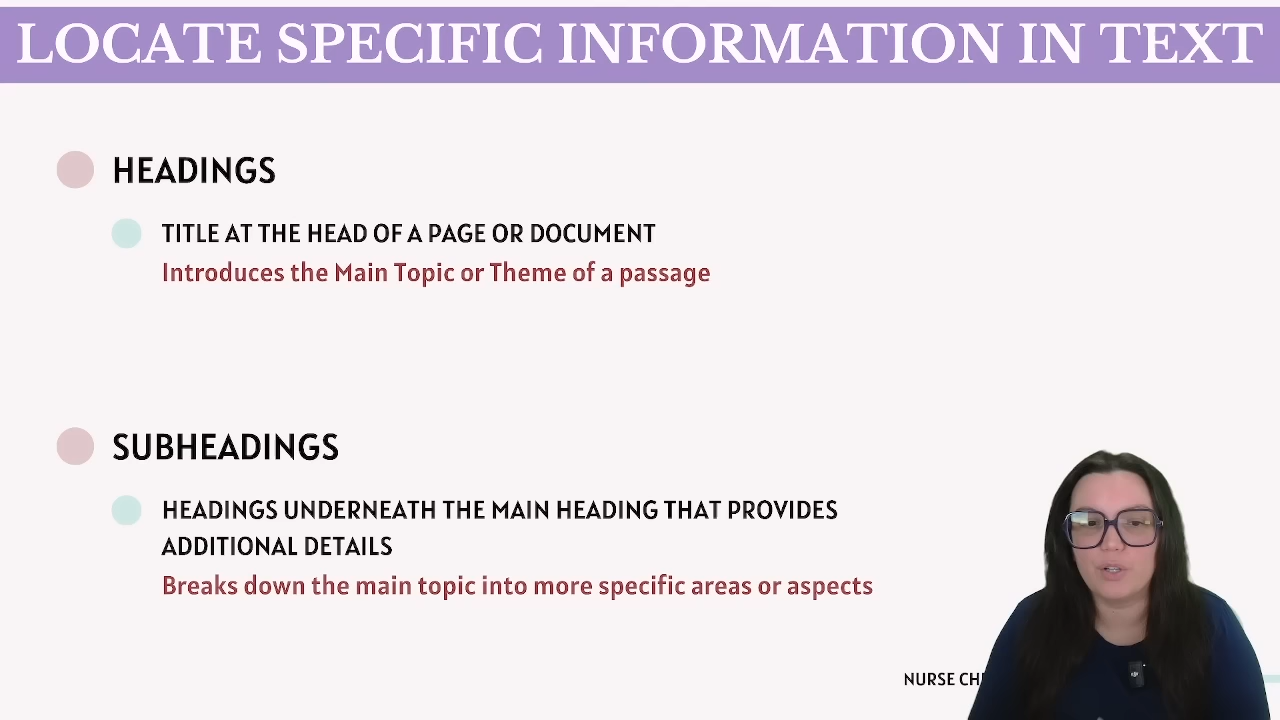 LOCATE SPECIFIC INFORMATION IN TEXT
HEADINGS
TITLE AT THE HEAD OF A PAGE OR DOCUMENT
Introduces the Main Topic or Theme of a passage
SUBHEADINGS
HEADINGS UNDERNEATH THE MAIN HEADING THAT PROVIDES
ADDITIONAL DETAILS
Breaks down the main topic into more specific areas or aspects
NURSE